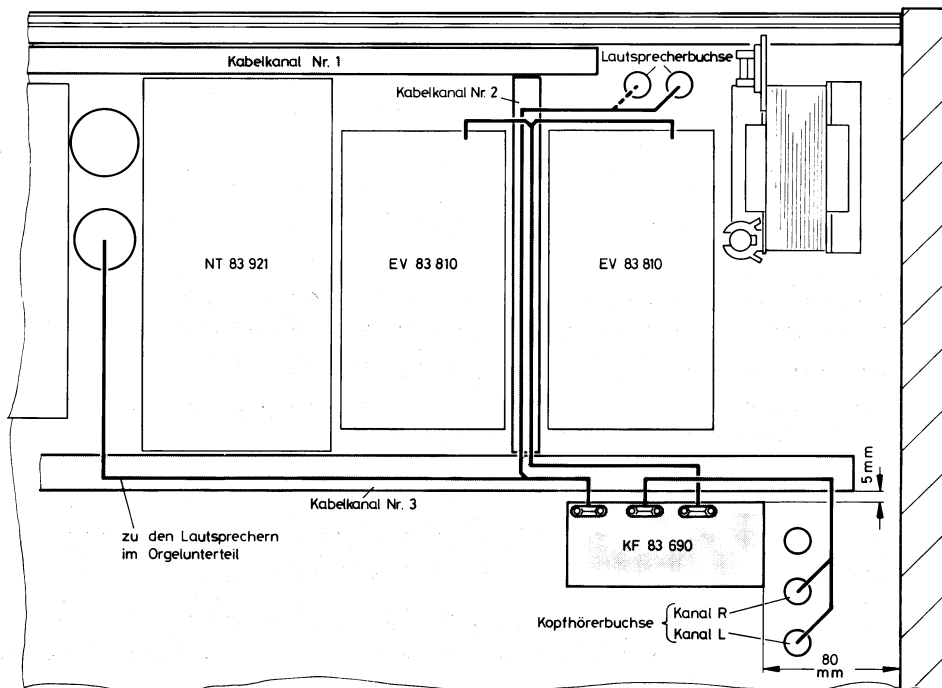 Kabelkanal Nr. 1
Lautsprecherbuchse
Kabelkanal Nr. 2
NT 83 921
EV 83 810
EV 83 810
5 mm
Kabelkanal Nr. 3
zu den Lautsprechern
im Orgelunterteil
KF 83 690
Kopfhörerbuchse
Kanal R
Kanal L
80
mm